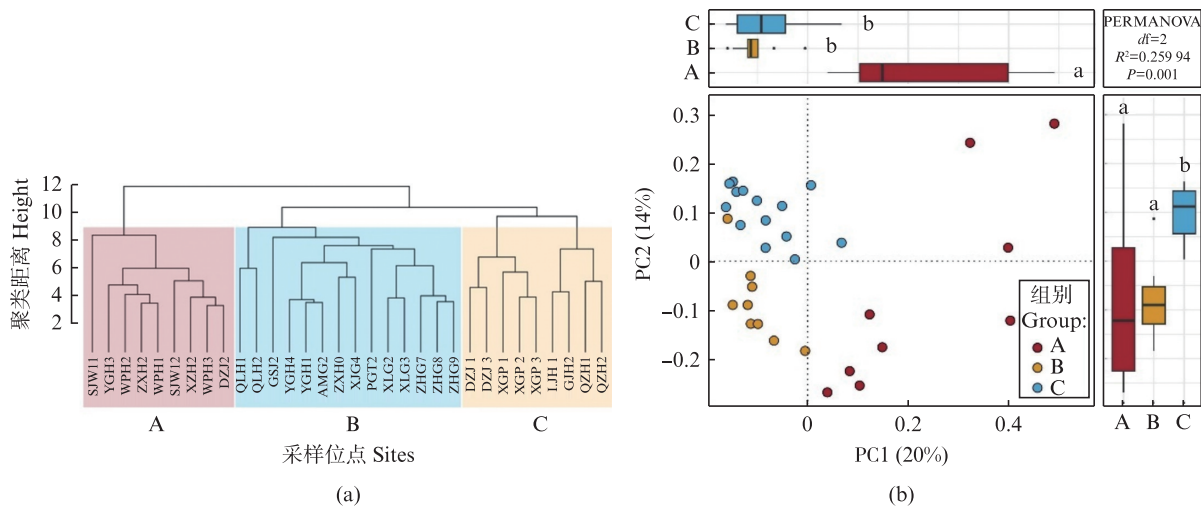 12
10
8
6
4
2
聚类距离 Height
SJW11
YGH3
WPH2
ZXH2
WPH1
SJW12
XZH2
WPH3
DZJ2
QLH1
QLH2
GSJ2
YGH4
YGH1
AMG2
ZXH0
XJG4
PGT2
XLG2
XLG3
ZHG7
ZHG8
ZHG9
DZJ 1
DZJ 3
XGP 1
XGP 2
XGP 3
LJH 1
GJH2
QZH1
QZH2
A B C
采样位点 Sites
(a)
C b
B b
A a
PERMANOVA
df=2
R²=0.259 94
P=0.001
0.3
0.2
0.1
0
−0.1
−0.2
PC2 (14%)
组别
Group:
A
B
C
0 0.2 0.4
PC1 (20%)
a
a
b
A B C
(b)